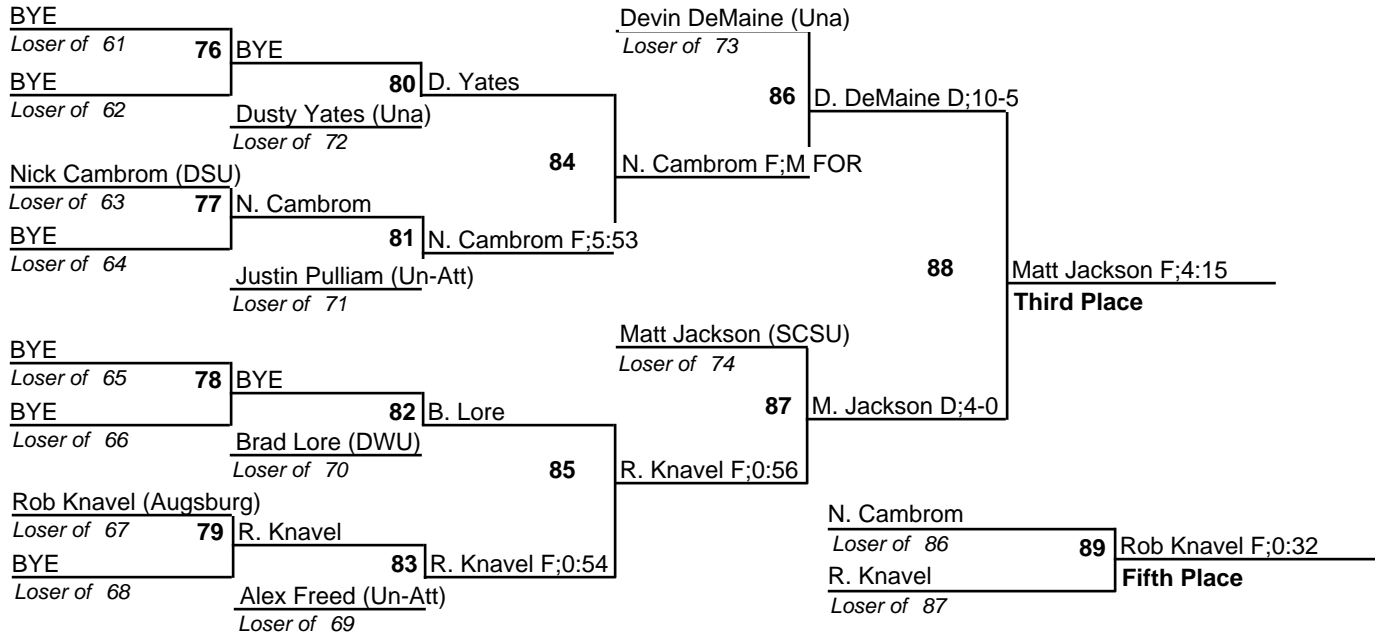 BYE
Loser of 61
76 BYE
BYE
Loser of 62
80 D. Yates
Dusty Yates (Una)
Loser of 72
Nick Cambrom (DSU)
Loser of 63
77 N. Cambrom
BYE
Loser of 64
81 N. Cambrom F;5:53
Justin Pulliam (Un-Att)
Loser of 71
84 N. Cambrom F;M FOR
Devin DeMaine (Una)
Loser of 73
86 D. DeMaine D;10-5
BYE
Loser of 65
78 BYE
BYE
Loser of 66
82 B. Lore
Brad Lore (DWU)
Loser of 70
Rob Knavel (Augsburg)
Loser of 67
79 R. Knavel
BYE
Loser of 68
83 R. Knavel F;0:54
Alex Freed (Un-Att)
Loser of 69
85 R. Knavel F;0:56
Matt Jackson (SCSU)
Loser of 74
87 M. Jackson D;4-0
88 Matt Jackson F;4:15
Third Place
N. Cambrom
Loser of 86
89 Rob Knavel F;0:32
R. Knavel
Fifth Place
Loser of 87